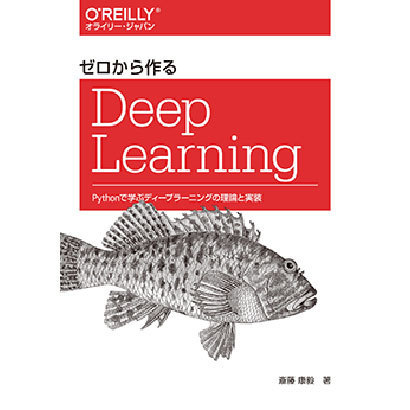 O'REILLY®
オライリー・ジャパン
ゼロから作る
Deep
Learning
Pythonで学ぶディープラーニングの理論と実装
斎藤 康毅 著